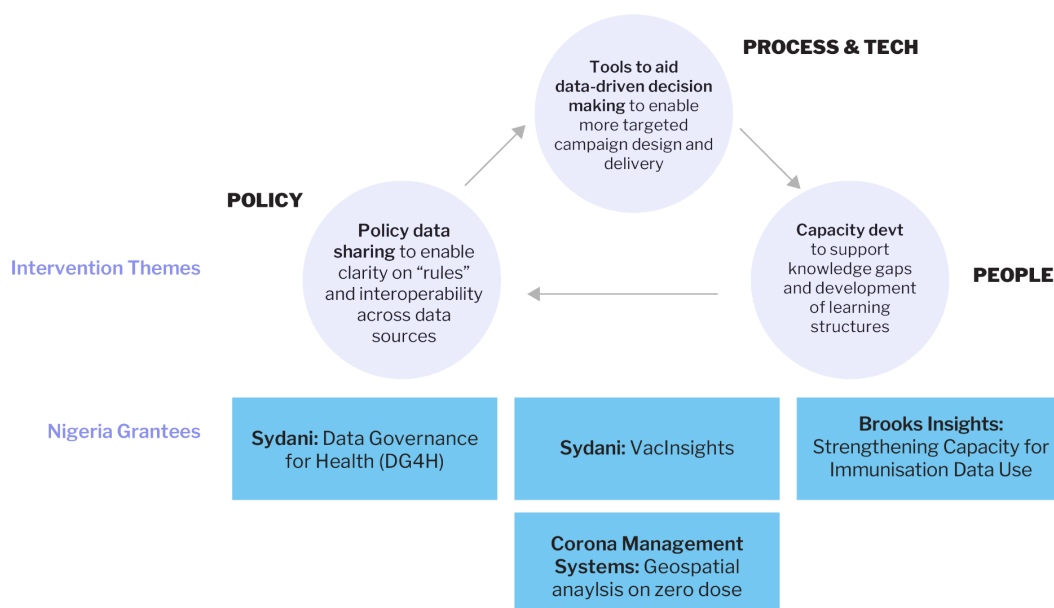 PROCESS & TECH
Tools to aid
data-driven decision
making to enable
more targeted
campaign design and
delivery
POLICY
Policy data
sharing to enable
clarity on “rules”
and interoperability
across data
sources
Capacity devt
to support
knowledge gaps
and development
of learning
structures
PEOPLE
Intervention Themes
Nigeria Grantees
Sydani: Data Governance
for Health (DG4H)
Sydani: VacInsights
Brooks Insights:
Strengthening Capacity for
Immunisation Data Use
Corona Management
Systems: Geospatial
anaylsis on zero dose